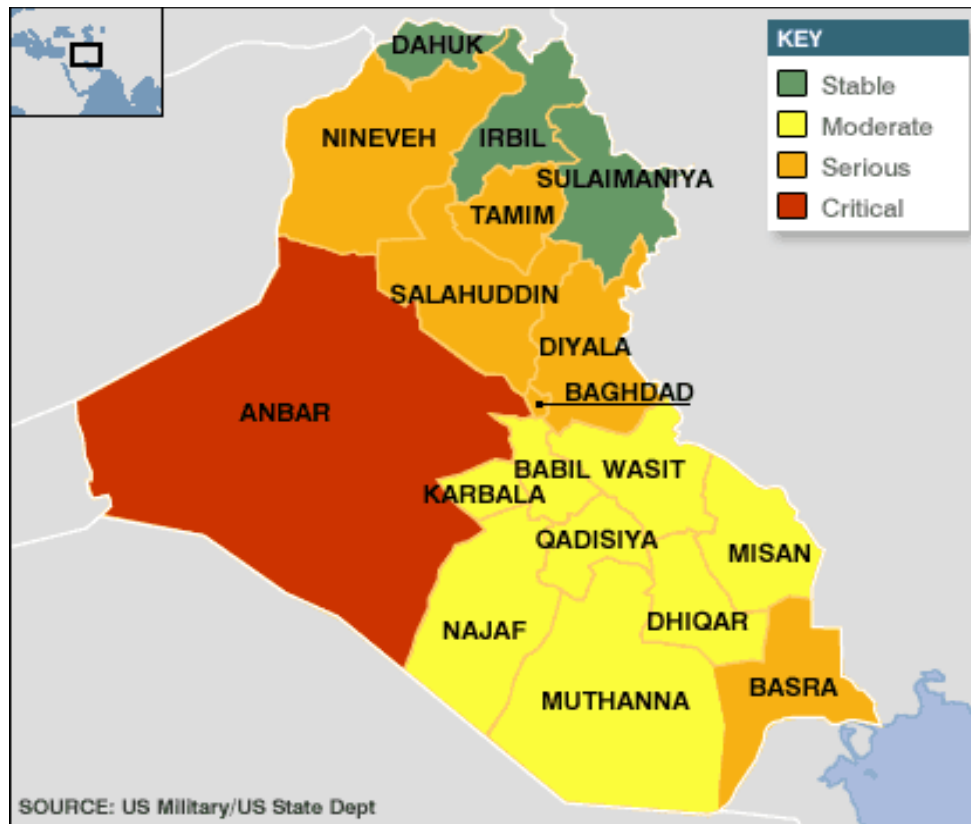 KEY
Stable
Moderate
Serious
Critical
DAHUK
NINEVEH
IRBIL
SULAIMANIYA
TAMIM
SALAHUDDIN
DIYALA
BAGHDAD
ANBAR
BABIL
WASIT
KARBALA
QADISIYA
MISAN
NAJAF
DHIQAR
MUTHANNA
BASRA
SOURCE: US Military/US State Dept